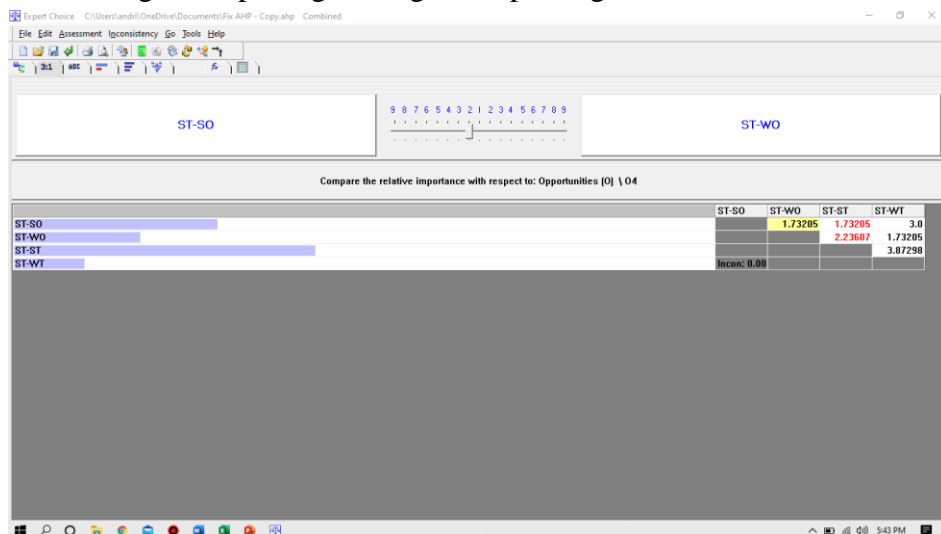 Expert Choice C:\Users\andri\OneDrive\Documents\Fix AHP - Copy.ahp Combined
File Edit Assessment Inconsistency Go Tools Help
3:1 ABC
ST-SO
9 8 7 6 5 4 3 2 1 2 3 4 5 6 7 8 9
ST-WO
Compare the relative importance with respect to: Opportunities (O) \ O4
ST-SO ST-WO ST-ST ST-WT
ST-SO 1.73205 1.73205 3.0
ST-WO 2.23607 1.73205
ST-ST 3.87298
ST-WT Incon: 0.00
5:43 PM